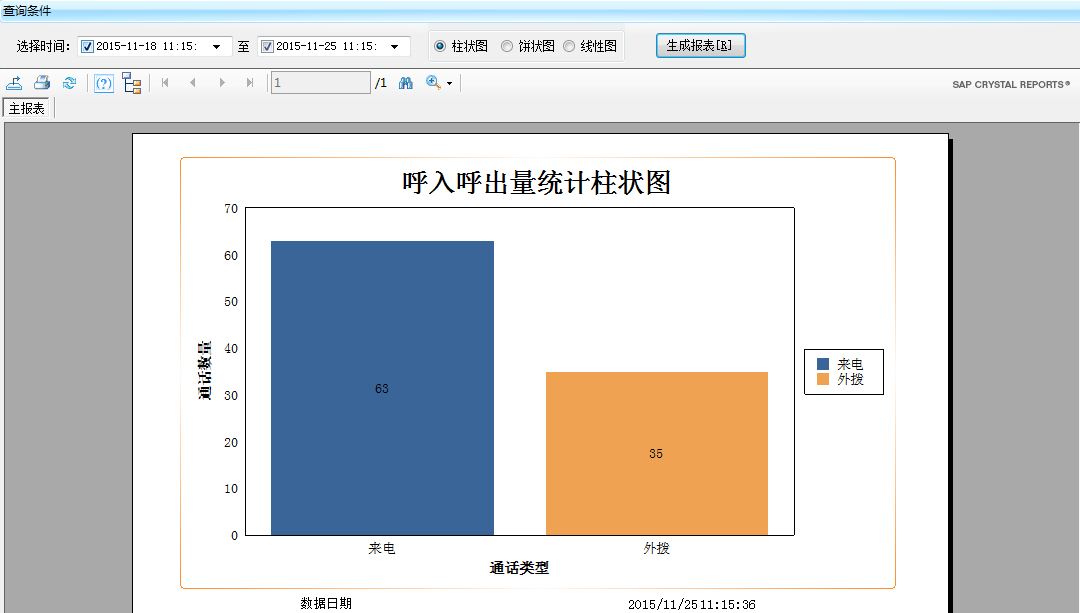 查询条件
选择时间: 2015-11-18 11:15: 至 2015-11-25 11:15: 柱状图 饼状图 线性图 生成报表[R]
1 /1 SAP CRYSTAL REPORTS®
主报表
呼入呼出量统计柱状图
70
60
50
40
30
20
10
0
通话数量
63
35
来电
外拨
来电 外拨
通话类型
数据日期 2015/11/25 11:15:36